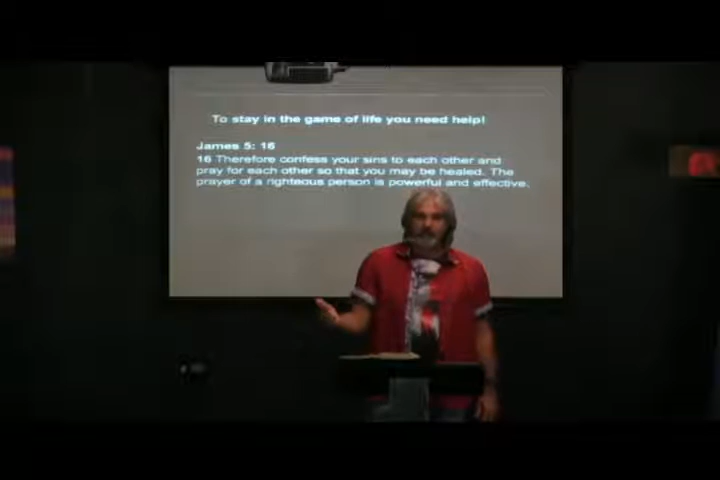 To stay in the game of life you need help!
James 5: 16
16 Therefore confess your sins to each other and
pray for each other so that you may be healed. The
prayer of a righteous person is powerful and effective.